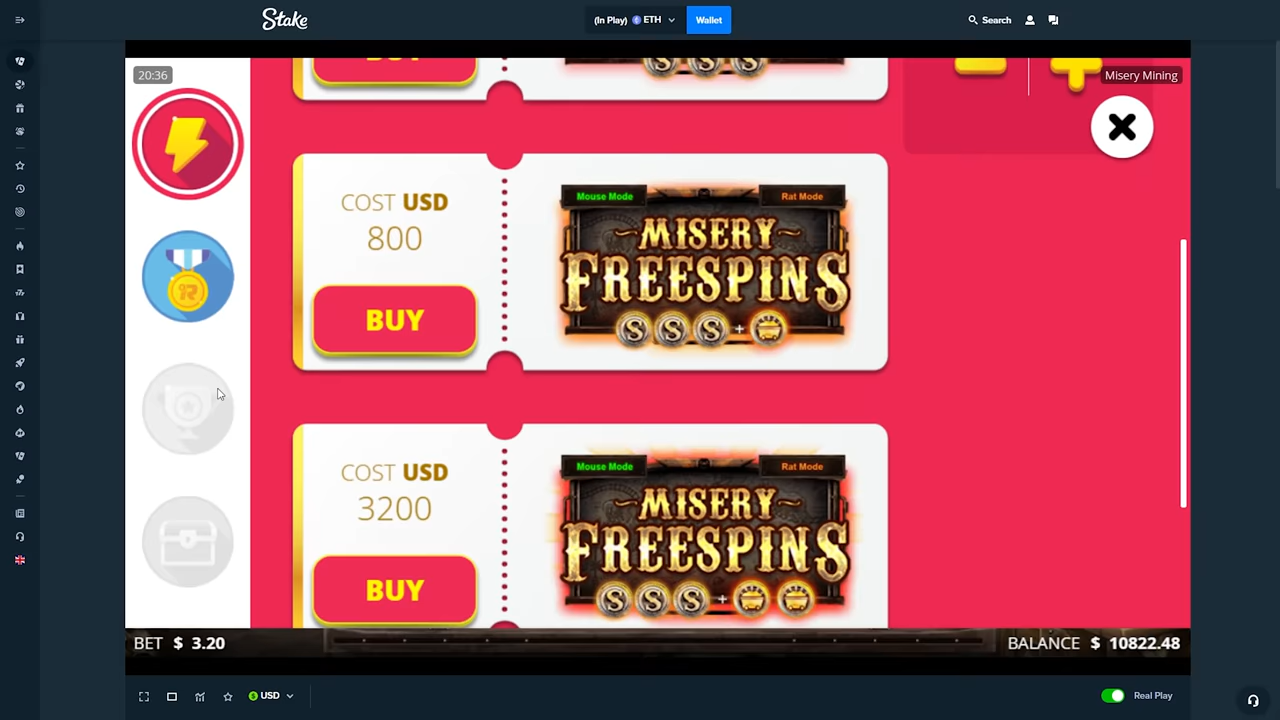 Stake
(In Play) ETH
Wallet
Search
20:36
Misery Mining
BUY
COST USD
800
BUY
Mouse Mode
Rat Mode
MISERY
FREESPINS
S S S +
COST USD
3200
BUY
Mouse Mode
Rat Mode
MISERY
FREESPINS
S S S +
BET $ 3.20
BALANCE $ 10822.48
USD
Real Play